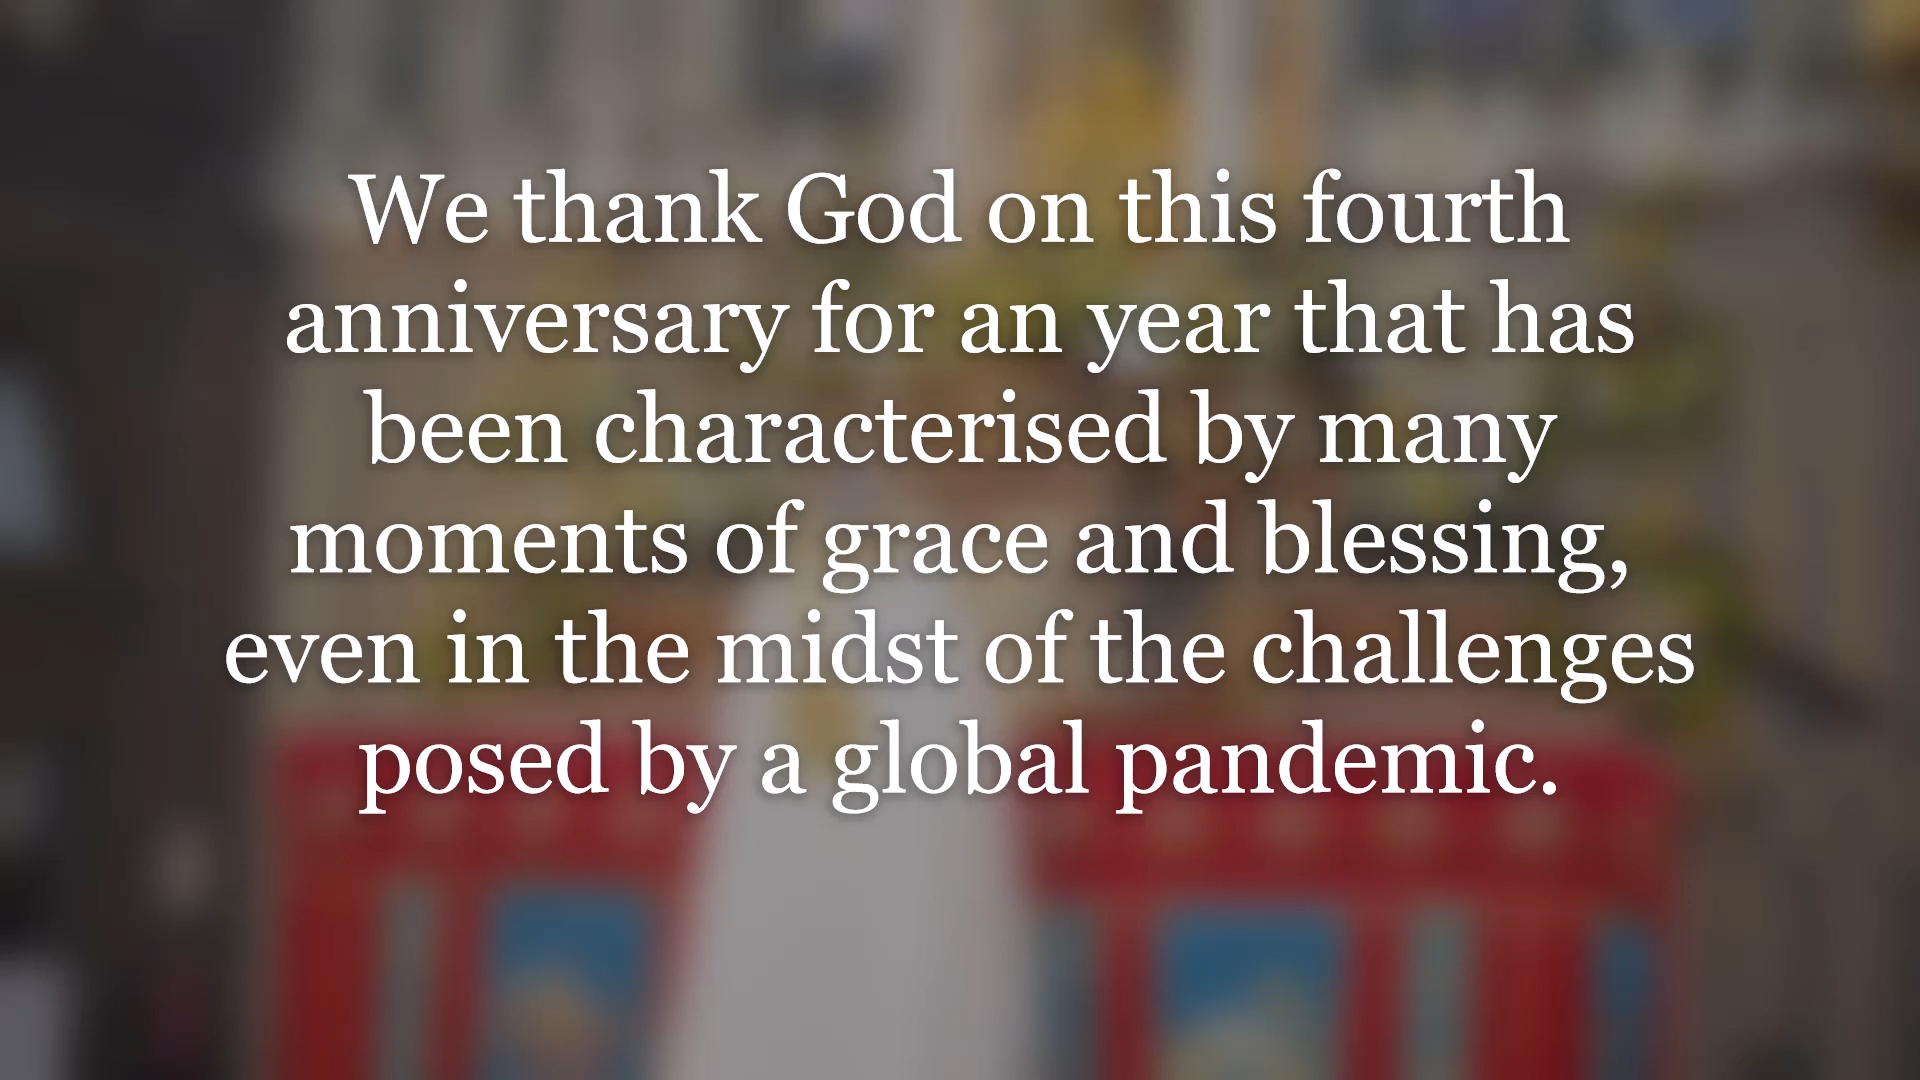 We thank God on this fourth
anniversary for an year that has
been characterised by many
moments of grace and blessing,
even in the midst of the challenges
posed by a global pandemic.